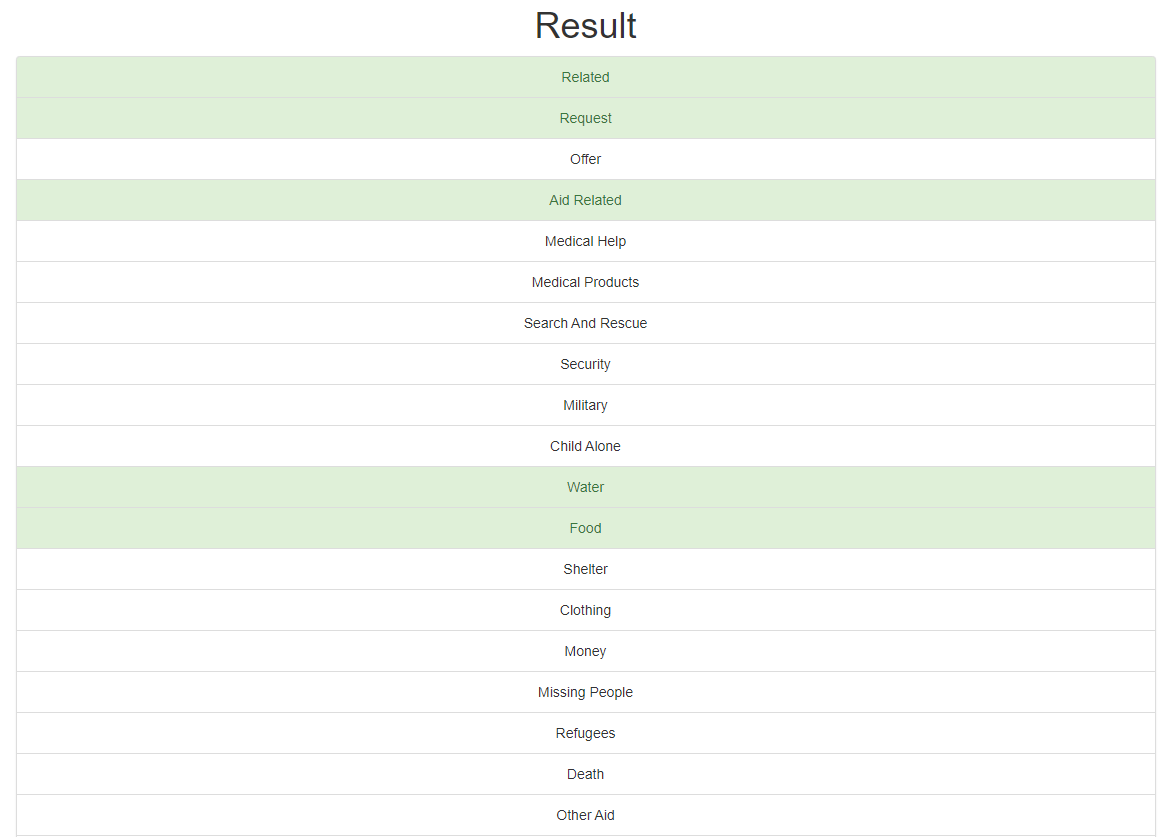 Result
Related
Request
Offer
Aid Related
Medical Help
Medical Products
Search And Rescue
Security
Military
Child Alone
Water
Food
Shelter
Clothing
Money
Missing People
Refugees
Death
Other Aid